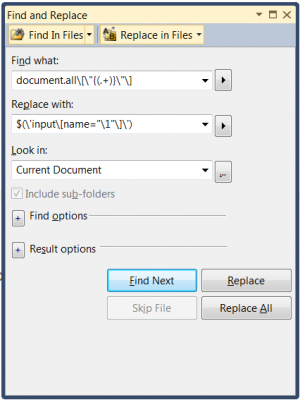 Find and Replace
Find In Files
Replace in Files
Find what:
document.all\[\"{(.+)}\"\]
Replace with:
$(\'input\[name="\1"\]\')
Look in:
Current Document
...
Include sub-folders
+ Find options
+ Result options
Find Next
Replace
Skip File
Replace All